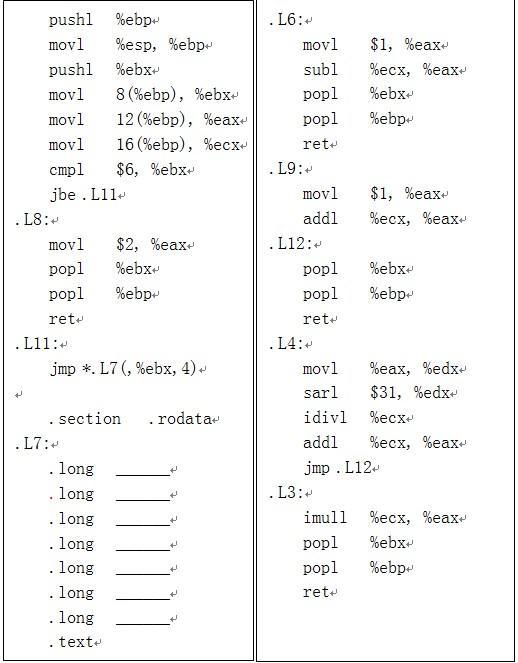 pushl %ebp
movl %esp, %ebp
pushl %ebx
movl 8(%ebp), %ebx
movl 12(%ebp), %eax
movl 16(%ebp), %ecx
cmpl $6, %ebx
jbe .L11
.L8:
movl $2, %eax
popl %ebx
popl %ebp
ret
.L11:
jmp *.L7(,%ebx,4)
.section .rodata
.L7:
.long ______
.long ______
.long ______
.long ______
.long ______
.long ______
.long ______
.text
.L6:
movl $1, %eax
subl %ecx, %eax
popl %ebx
popl %ebp
ret
.L9:
movl $1, %eax
addl %ecx, %eax
.L12:
popl %ebx
popl %ebp
ret
.L4:
movl %eax, %edx
sarl $31, %edx
idivl %ecx
addl %ecx, %eax
jmp .L12
.L3:
imull %ecx, %eax
popl %ebx
popl %ebp
ret